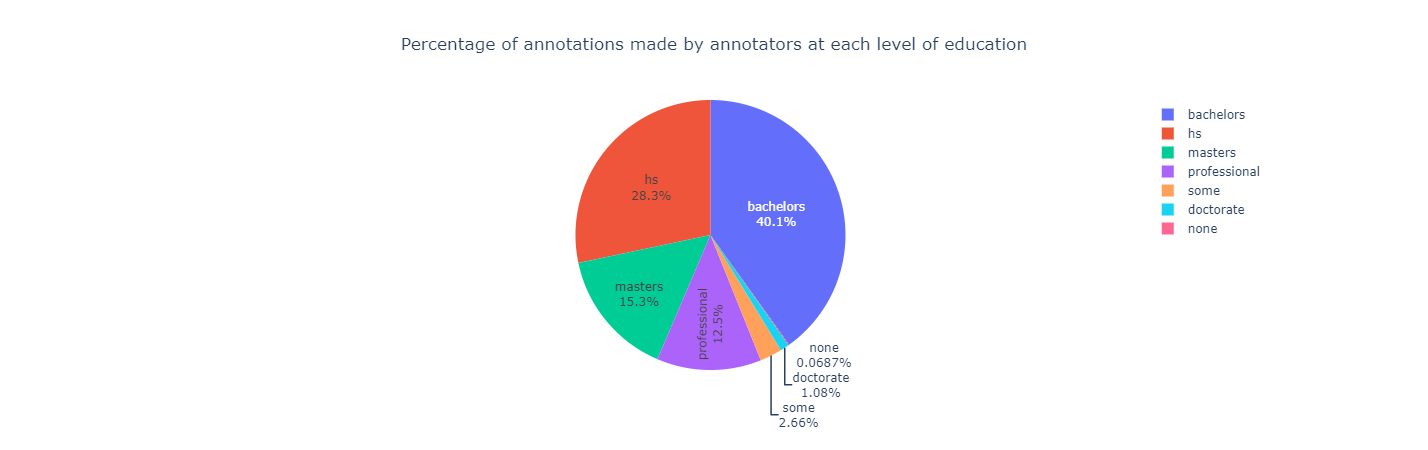 Percentage of annotations made by annotators at each level of education
hs
28.3%
bachelors
40.1%
masters
15.3%
professional
12.5%
none
0.0687%
doctorate
1.08%
some
2.66%
bachelors
hs
masters
professional
some
doctorate
none